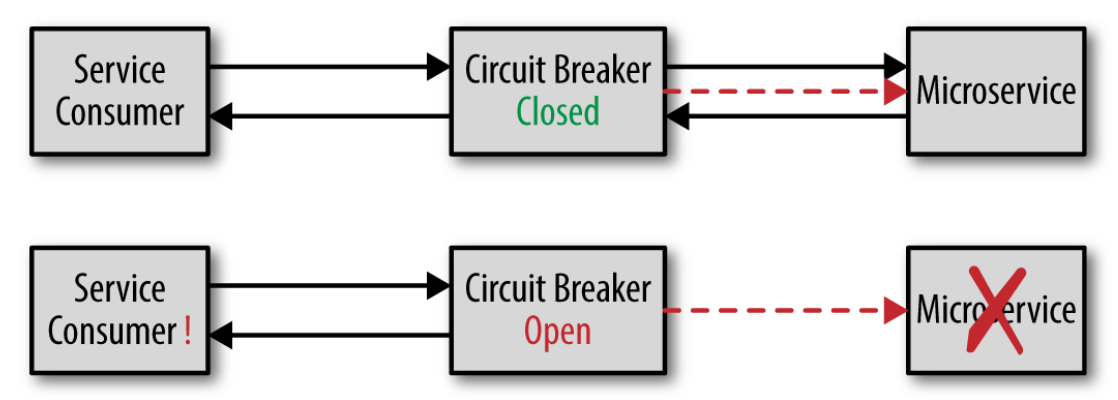 Service
Consumer
Circuit Breaker
Closed
Microservice
Service
Consumer !
Circuit Breaker
Open
Microservice